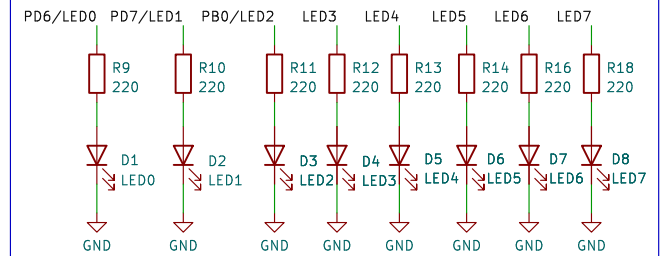 PD6/LED0 PD7/LED1 PB0/LED2 LED3 LED4 LED5 LED6 LED7
R9 R10 R11 R12 R13 R14 R16 R18
220 220 220 220 220 220 220 220
D1 D2 D3 D4 D5 D6 D7 D8
LED0 LED1 LED2 LED3 LED4 LED5 LED6 LED7
GND GND GND GND GND GND GND GND